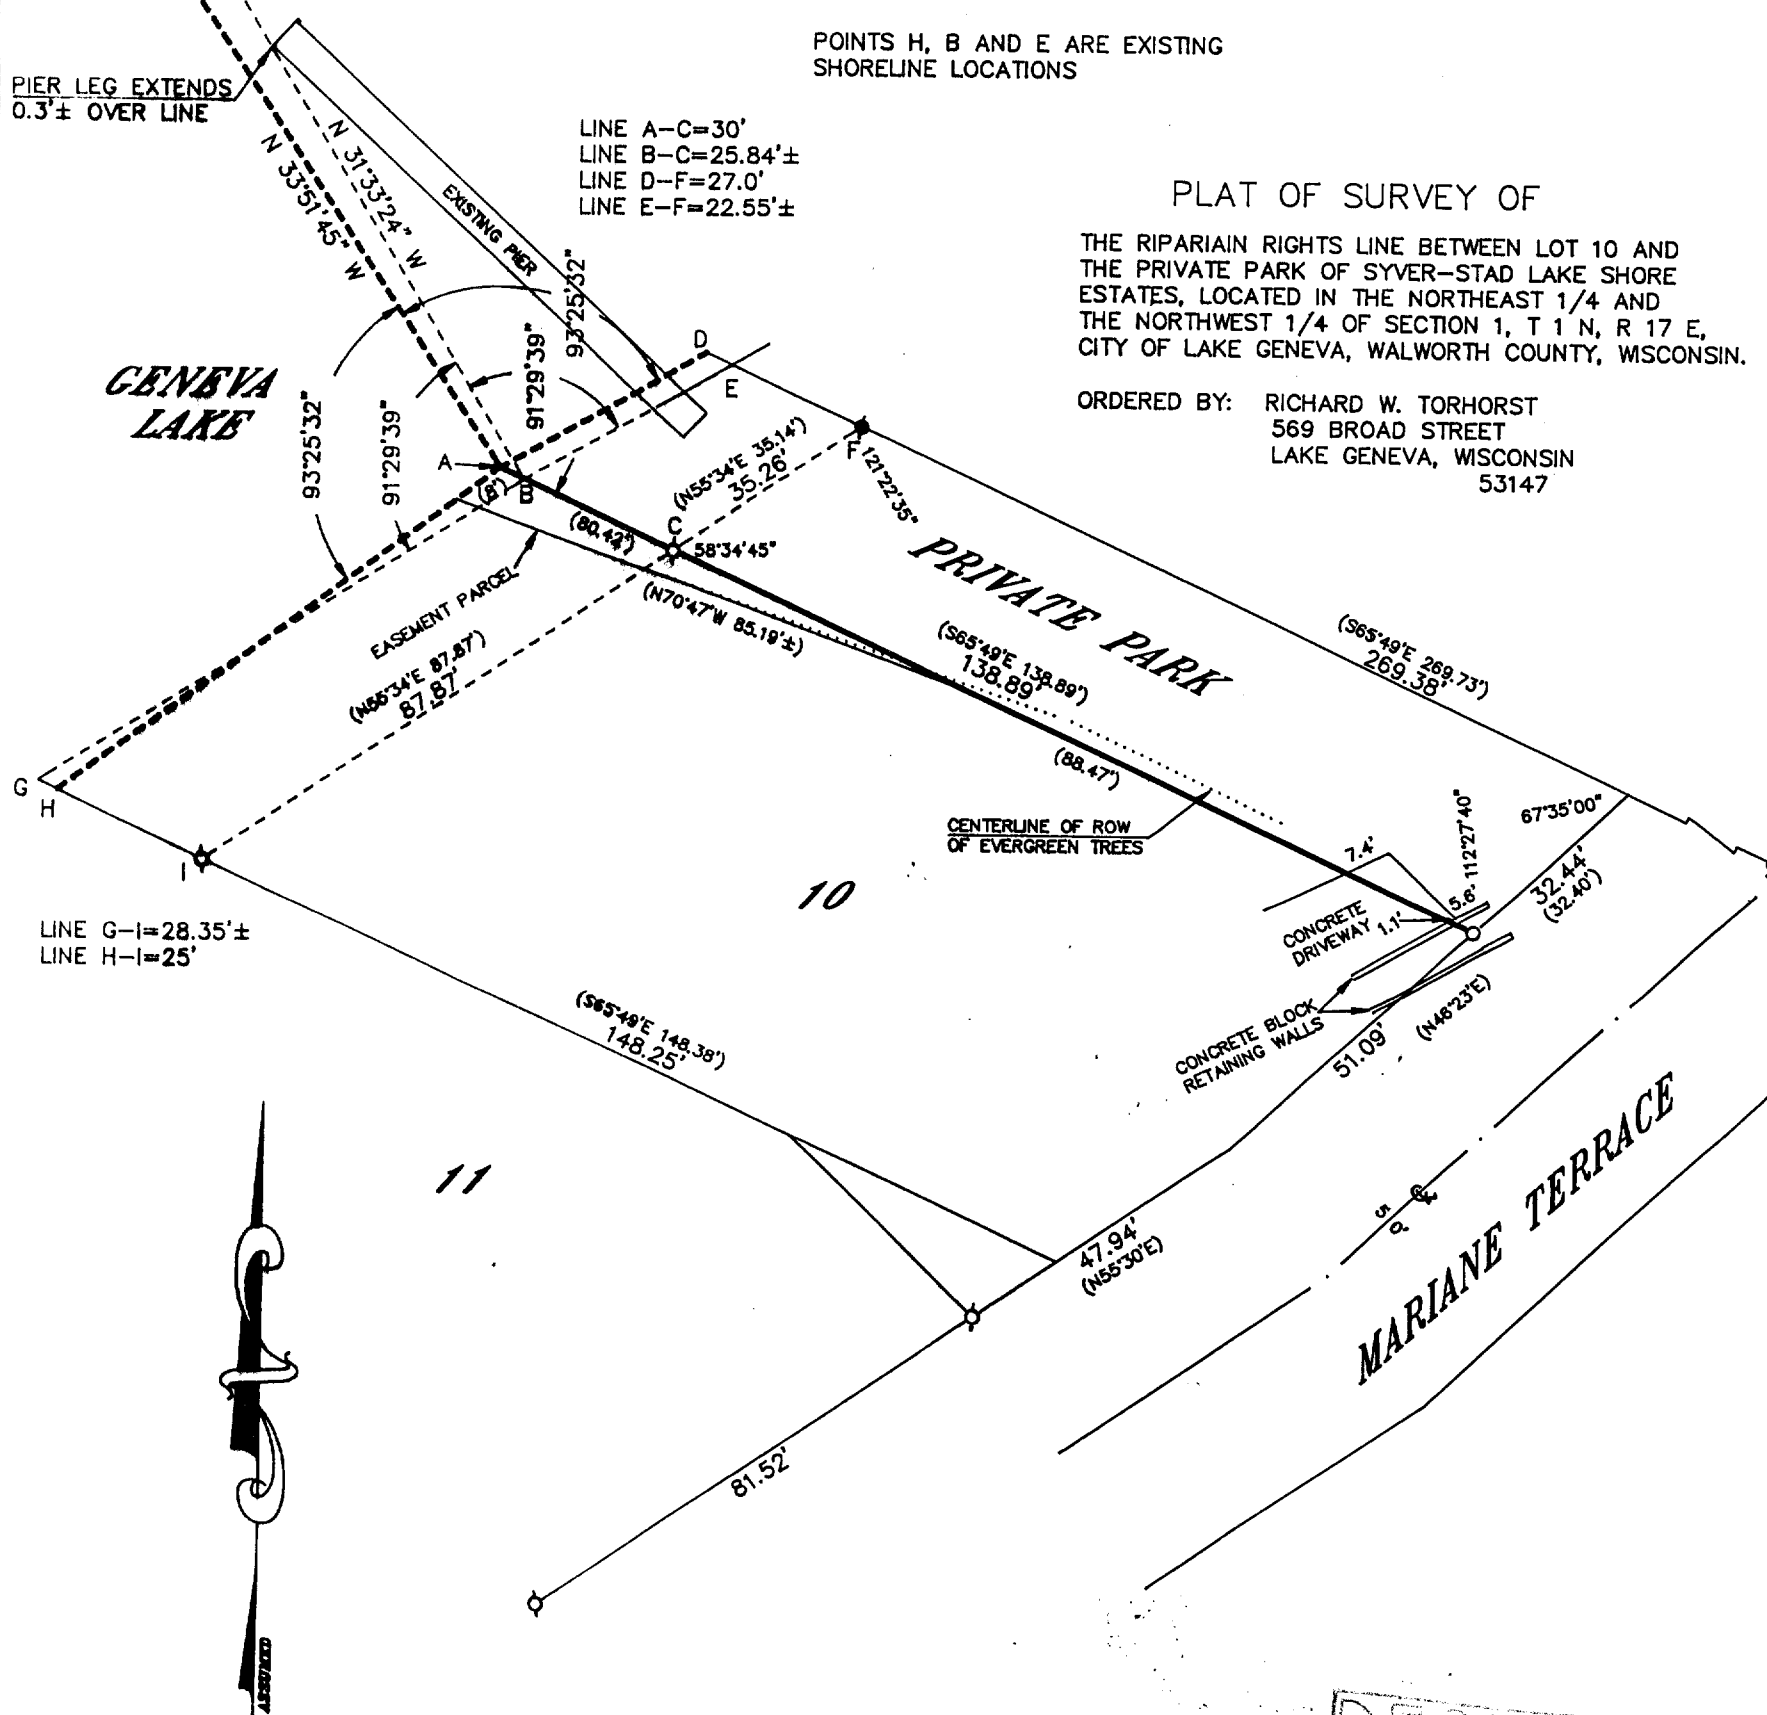 POINTS H, B AND E ARE EXISTING
SHORELINE LOCATIONS
PIER LEG EXTENDS
0.3'± OVER LINE
N 33°51'45" W
N 31°33'24" W
EXISTING PIER
LINE A-C=30'
LINE B-C=25.84'±
LINE D-F=27.0'
LINE E-F=22.55'±
PLAT OF SURVEY OF
THE RIPARIAIN RIGHTS LINE BETWEEN LOT 10 AND
THE PRIVATE PARK OF SYVER-STAD LAKE SHORE
ESTATES, LOCATED IN THE NORTHEAST 1/4 AND
THE NORTHWEST 1/4 OF SECTION 1, T 1 N, R 17 E,
CITY OF LAKE GENEVA, WALWORTH COUNTY, WISCONSIN.
ORDERED BY: RICHARD W. TORHORST
569 BROAD STREET
LAKE GENEVA, WISCONSIN
53147
GENEVA
LAKE
93°25'32"
91°29'39"
91°29'39"
93°25'32"
D
E
A
B
(8')
C
F
(N55°34'E 35.14')
35.26'
121°22'35"
(80.42')
58°34'45"
EASEMENT PARCEL
(N70°47'W 85.19'±)
(N55°34'E 87.87')
87.87'
PRIVATE PARK
(S65°49'E 138.89')
138.89'
(S65°49'E 269.73')
269.38'
(88.47')
G
H
I
CENTERLINE OF ROW
OF EVERGREEN TREES
67°35'00"
112°27'40"
7.4'
5.6'
1.1'
32.44'
(32.40')
CONCRETE
DRIVEWAY
CONCRETE BLOCK
RETAINING WALLS
(N46°23'E)
51.09'
10
LINE G-I=28.35'±
LINE H-I=25'
(S65°49'E 148.38')
148.25'
11
47.94'
(N55°30'E)
50'
MARIANE TERRACE
81.52'
ASSUMED